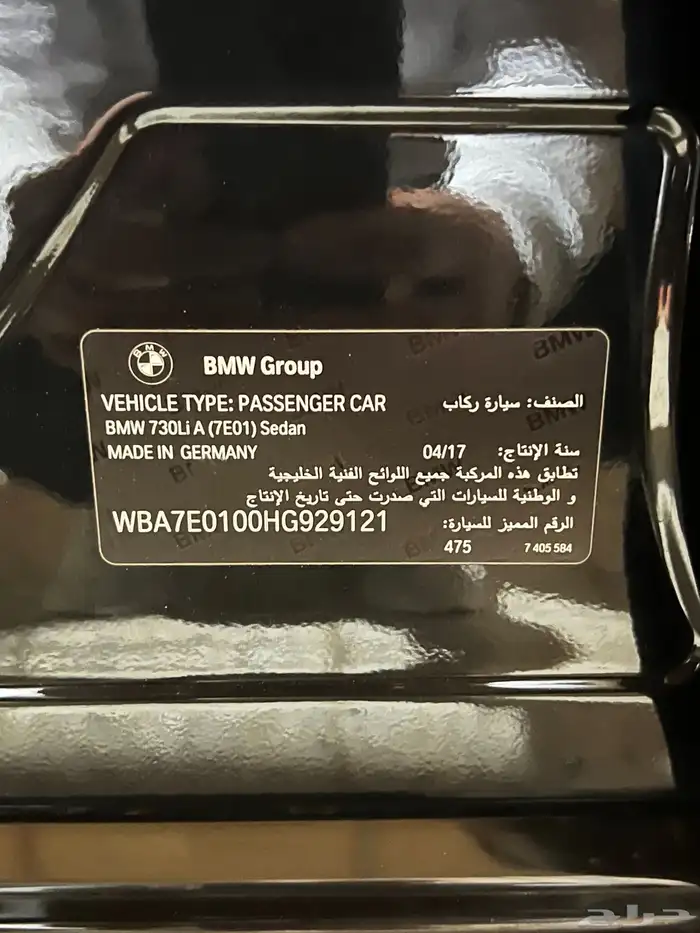 BMW
BMW Group
VEHICLE TYPE: PASSENGER CAR الصنف: سيارة ركاب
BMW 730Li A (7E01) Sedan
MADE IN GERMANY 04/17 سنة الإنتاج:
تطابق هذه المركبة جميع اللوائح الفنية الخليجية
و الوطنية للسيارات التي صدرت حتى تاريخ الإنتاج
WBA7E0100HG929121 الرقم المميز للسيارة:
475 7 405 584
حراج